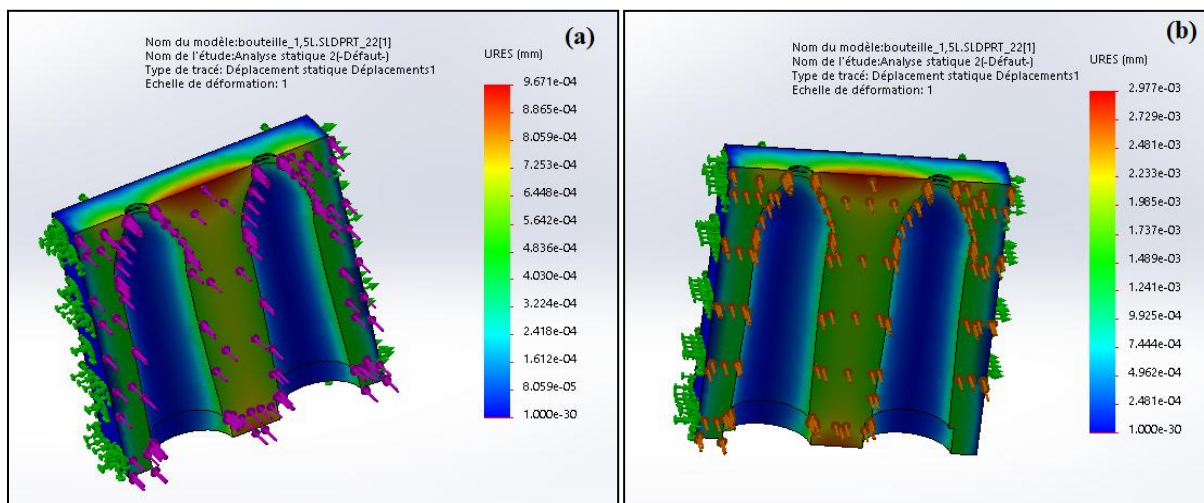 (a)
Nom du modèle:bouteille_1,5L.SLDPRT_22[1]
Nom de l'étude:Analyse statique 2(-Défaut-)
Type de tracé: Déplacement statique Déplacements1
Echelle de déformation: 1
URES (mm)
9.671e-04
8.865e-04
8.059e-04
7.253e-04
6.448e-04
5.642e-04
4.836e-04
4.030e-04
3.224e-04
2.418e-04
1.612e-04
8.059e-05
1.000e-30
(b)
Nom du modèle:bouteille_1,5L.SLDPRT_22[1]
Nom de l'étude:Analyse statique 2(-Défaut-)
Type de tracé: Déplacement statique Déplacements1
Echelle de déformation: 1
URES (mm)
2.977e-03
2.729e-03
2.481e-03
2.233e-03
1.985e-03
1.737e-03
1.489e-03
1.241e-03
9.925e-04
7.444e-04
4.962e-04
2.481e-04
1.000e-30